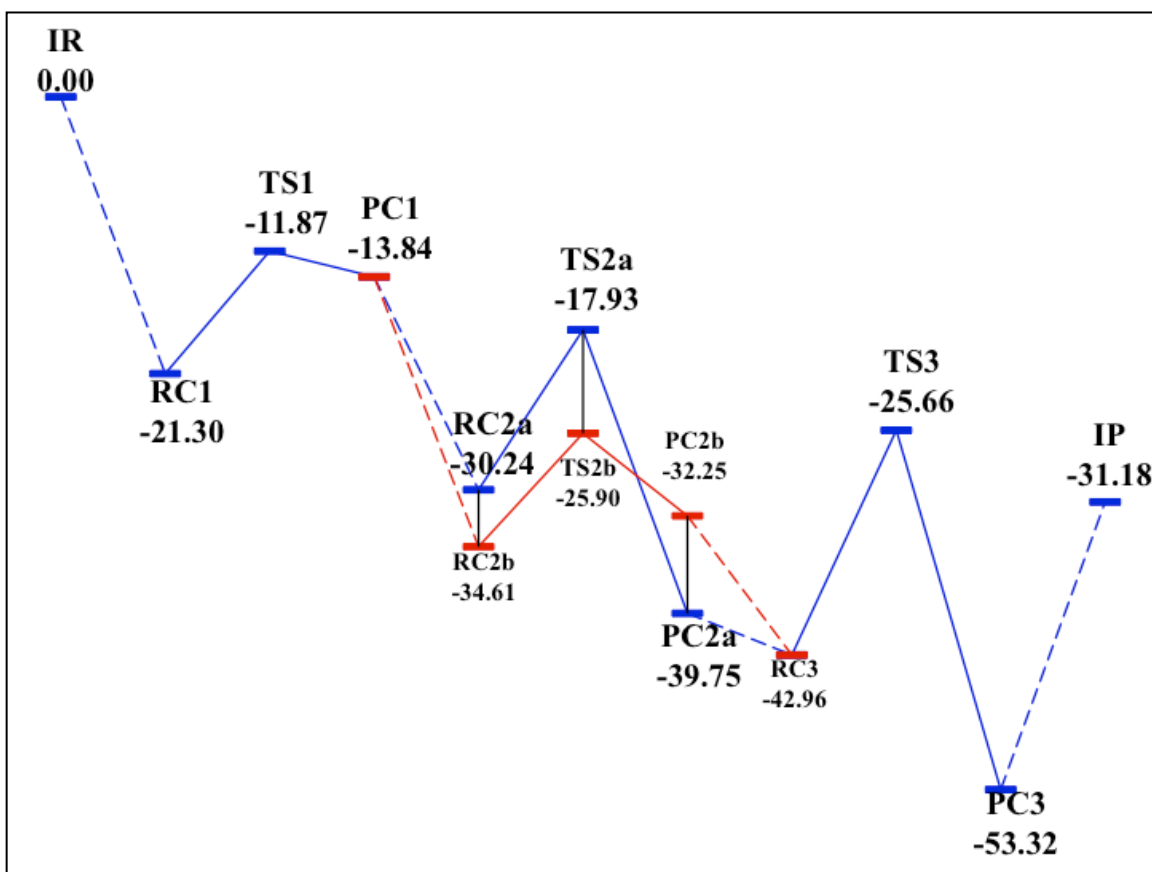 IR
0.00
TS1
-11.87
PC1
-13.84
RC1
-21.30
TS2a
-17.93
RC2a
-30.24
TS2b
-25.90
PC2b
-32.25
RC2b
-34.61
PC2a
-39.75
TS3
-25.66
RC3
-42.96
IP
-31.18
PC3
-53.32